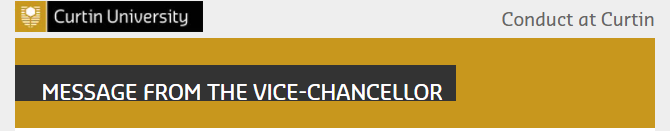 Curtin University
Conduct at Curtin
MESSAGE FROM THE VICE-CHANCELLOR